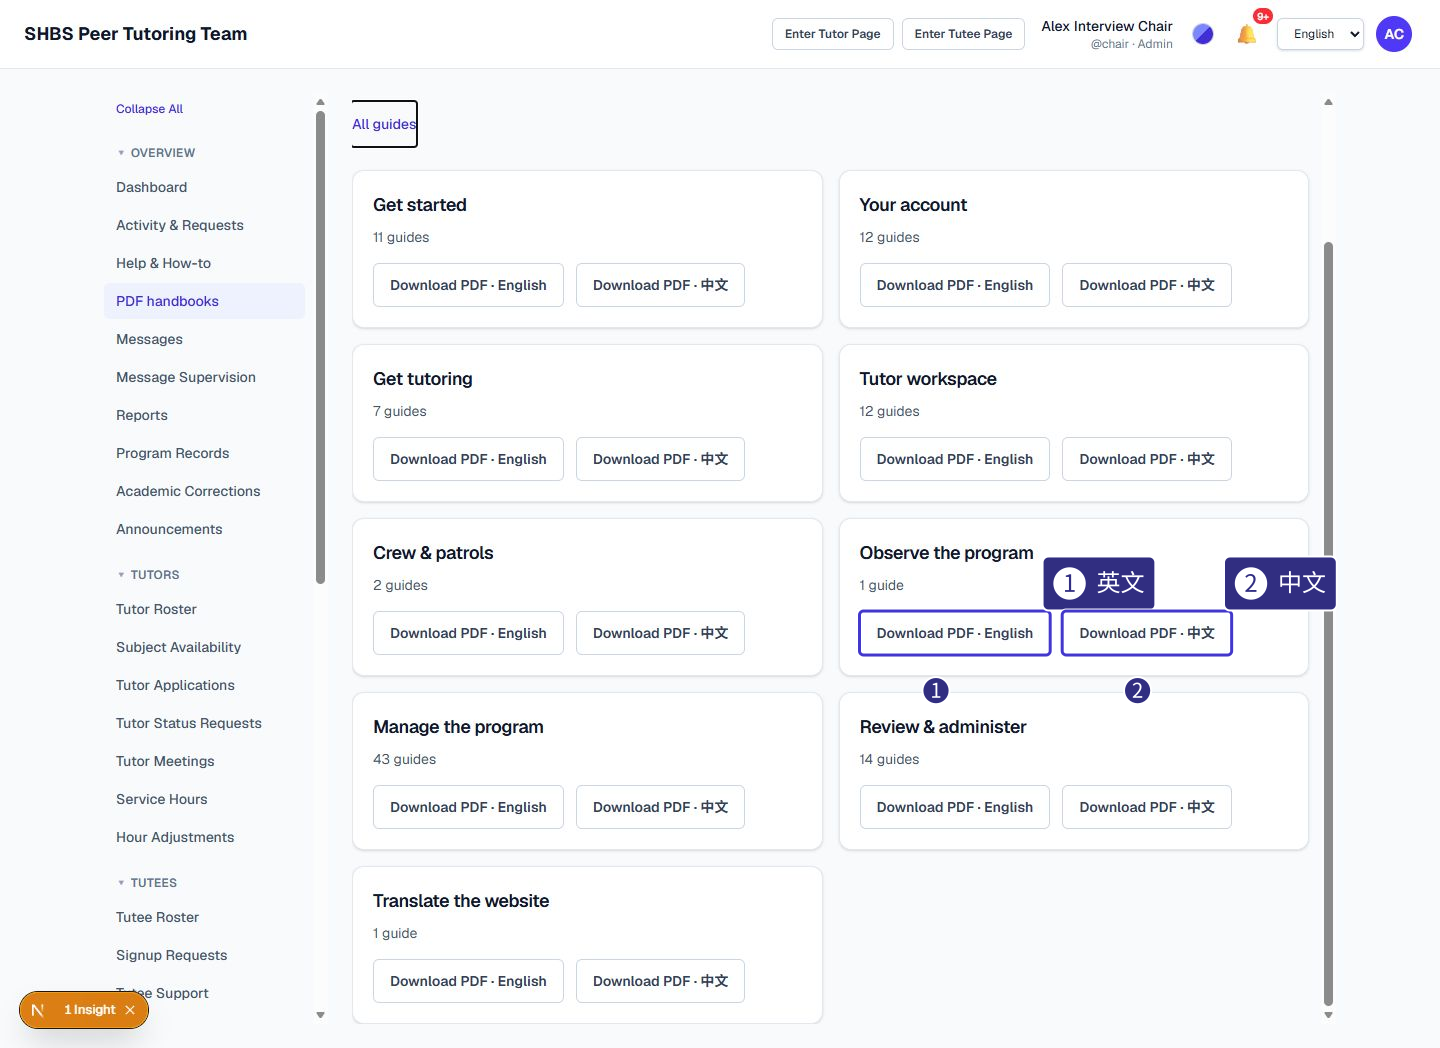 SHBS Peer Tutoring Team
Enter Tutor Page
Enter Tutee Page
Alex Interview Chair
@chair · Admin
9+
English
AC
Collapse All
OVERVIEW
Dashboard
Activity & Requests
Help & How-to
PDF handbooks
Messages
Message Supervision
Reports
Program Records
Academic Corrections
Announcements
TUTORS
Tutor Roster
Subject Availability
Tutor Applications
Tutor Status Requests
Tutor Meetings
Service Hours
Hour Adjustments
TUTEES
Tutee Roster
Signup Requests
Tutee Support
N 1 Insight
All guides
Get started
11 guides
Download PDF · English
Download PDF · 中文
Your account
12 guides
Download PDF · English
Download PDF · 中文
Get tutoring
7 guides
Download PDF · English
Download PDF · 中文
Tutor workspace
12 guides
Download PDF · English
Download PDF · 中文
Crew & patrols
2 guides
Download PDF · English
Download PDF · 中文
Observe the program
1 guide
1 英文
2 中文
Download PDF · English
Download PDF · 中文
1
2
Manage the program
43 guides
Download PDF · English
Download PDF · 中文
Review & administer
14 guides
Download PDF · English
Download PDF · 中文
Translate the website
1 guide
Download PDF · English
Download PDF · 中文